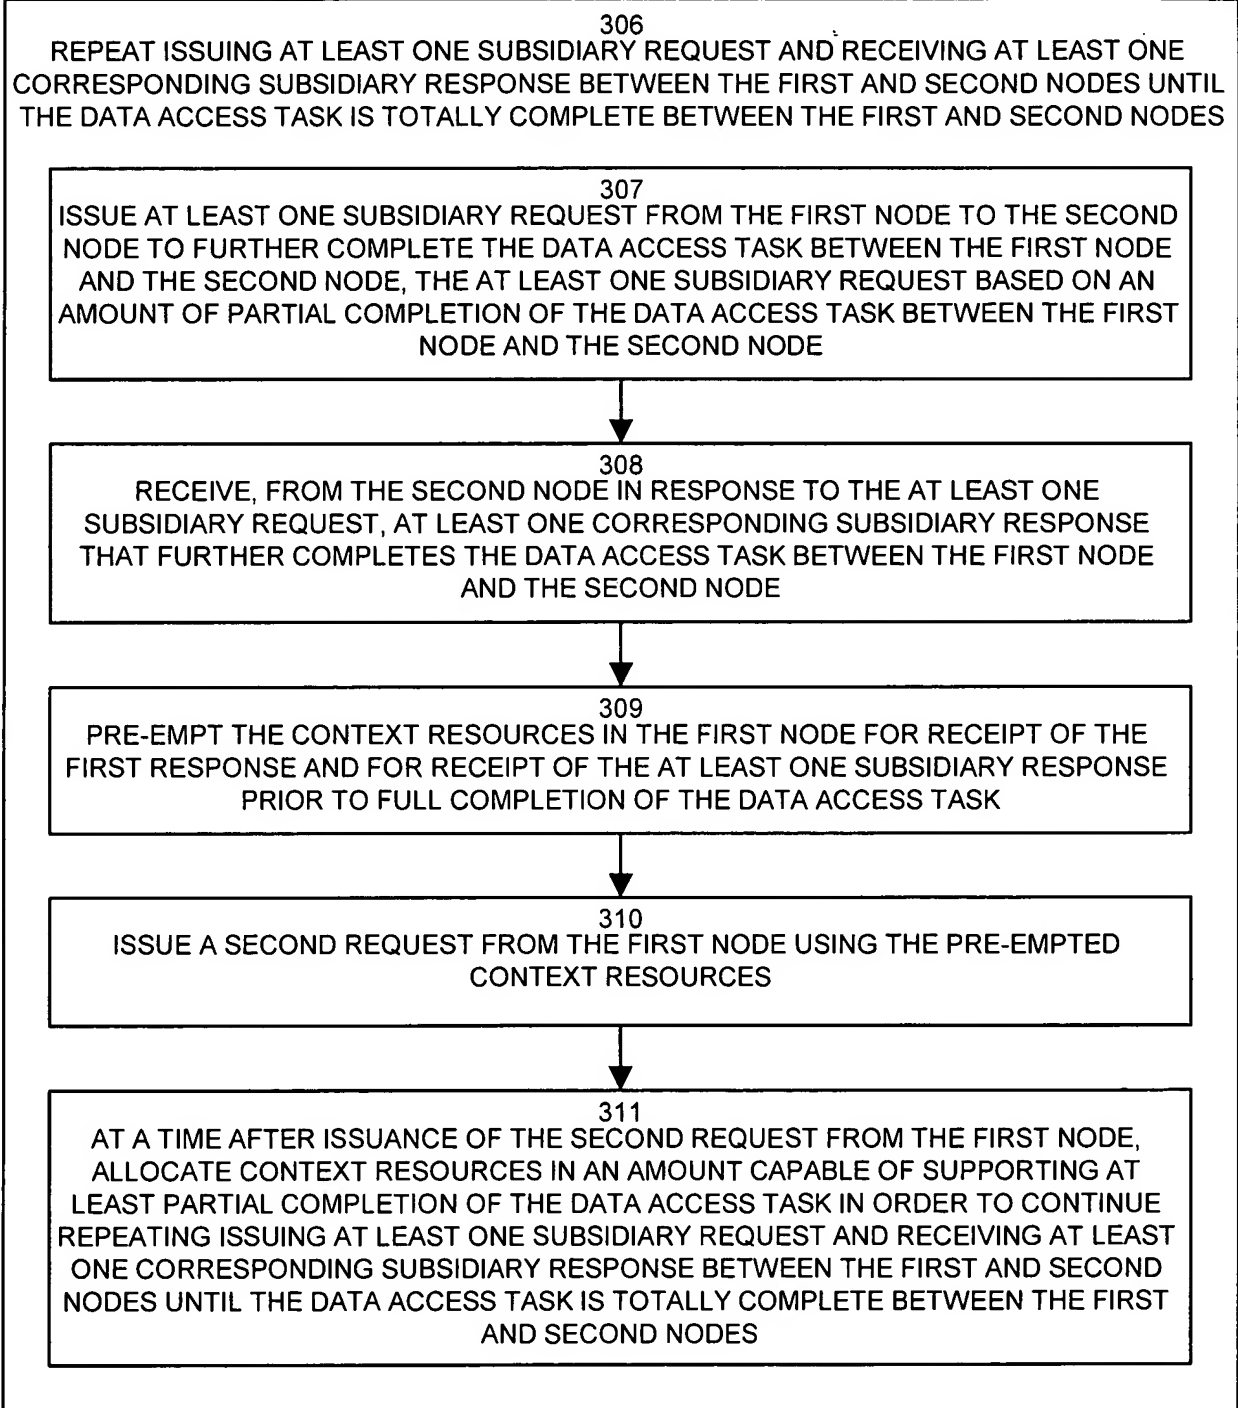 306
REPEAT ISSUING AT LEAST ONE SUBSIDIARY REQUEST AND RECEIVING AT LEAST ONE
CORRESPONDING SUBSIDIARY RESPONSE BETWEEN THE FIRST AND SECOND NODES UNTIL
THE DATA ACCESS TASK IS TOTALLY COMPLETE BETWEEN THE FIRST AND SECOND NODES
307
ISSUE AT LEAST ONE SUBSIDIARY REQUEST FROM THE FIRST NODE TO THE SECOND
NODE TO FURTHER COMPLETE THE DATA ACCESS TASK BETWEEN THE FIRST NODE
AND THE SECOND NODE, THE AT LEAST ONE SUBSIDIARY REQUEST BASED ON AN
AMOUNT OF PARTIAL COMPLETION OF THE DATA ACCESS TASK BETWEEN THE FIRST
NODE AND THE SECOND NODE
308
RECEIVE, FROM THE SECOND NODE IN RESPONSE TO THE AT LEAST ONE
SUBSIDIARY REQUEST, AT LEAST ONE CORRESPONDING SUBSIDIARY RESPONSE
THAT FURTHER COMPLETES THE DATA ACCESS TASK BETWEEN THE FIRST NODE
AND THE SECOND NODE
309
PRE-EMPT THE CONTEXT RESOURCES IN THE FIRST NODE FOR RECEIPT OF THE
FIRST RESPONSE AND FOR RECEIPT OF THE AT LEAST ONE SUBSIDIARY RESPONSE
PRIOR TO FULL COMPLETION OF THE DATA ACCESS TASK
310
ISSUE A SECOND REQUEST FROM THE FIRST NODE USING THE PRE-EMPTED
CONTEXT RESOURCES
311
AT A TIME AFTER ISSUANCE OF THE SECOND REQUEST FROM THE FIRST NODE,
ALLOCATE CONTEXT RESOURCES IN AN AMOUNT CAPABLE OF SUPPORTING AT
LEAST PARTIAL COMPLETION OF THE DATA ACCESS TASK IN ORDER TO CONTINUE
REPEATING ISSUING AT LEAST ONE SUBSIDIARY REQUEST AND RECEIVING AT LEAST
ONE CORRESPONDING SUBSIDIARY RESPONSE BETWEEN THE FIRST AND SECOND
NODES UNTIL THE DATA ACCESS TASK IS TOTALLY COMPLETE BETWEEN THE FIRST
AND SECOND NODES